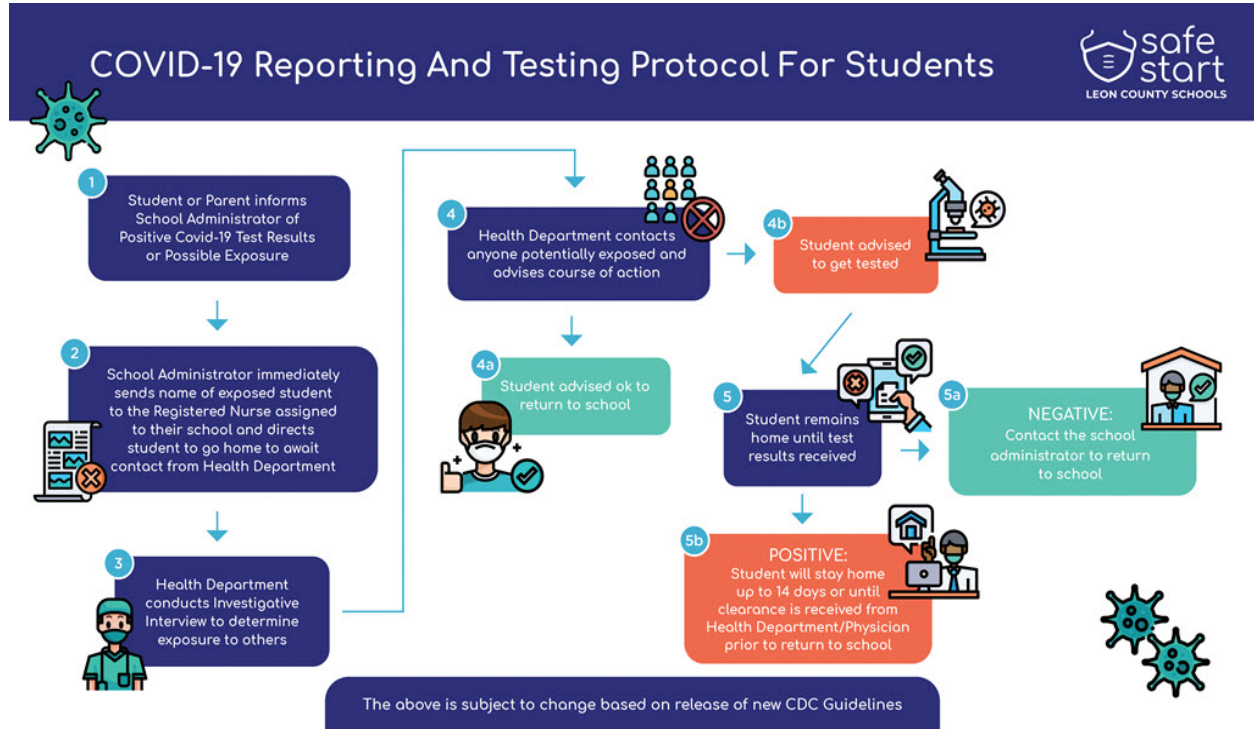 COVID-19 Reporting And Testing Protocol For Students
safe
start
LEON COUNTY SCHOOLS
1
Student or Parent informs
School Administrator of
Positive Covid-19 Test Results
or Possible Exposure
2
School Administrator immediately
sends name of exposed student
to the Registered Nurse assigned
to their school and directs
student to go home to await
contact from Health Department
3
Health Department
conducts Investigative
Interview to determine
exposure to others
4
Health Department contacts
anyone potentially exposed and
advises course of action
4a
Student advised ok to
return to school
4b
Student advised
to get tested
5
Student remains
home until test
results received
5a
NEGATIVE:
Contact the school
administrator to return
to school
5b
POSITIVE:
Student will stay home
up to 14 days or until
clearance is received from
Health Department/Physician
prior to return to school
The above is subject to change based on release of new CDC Guidelines